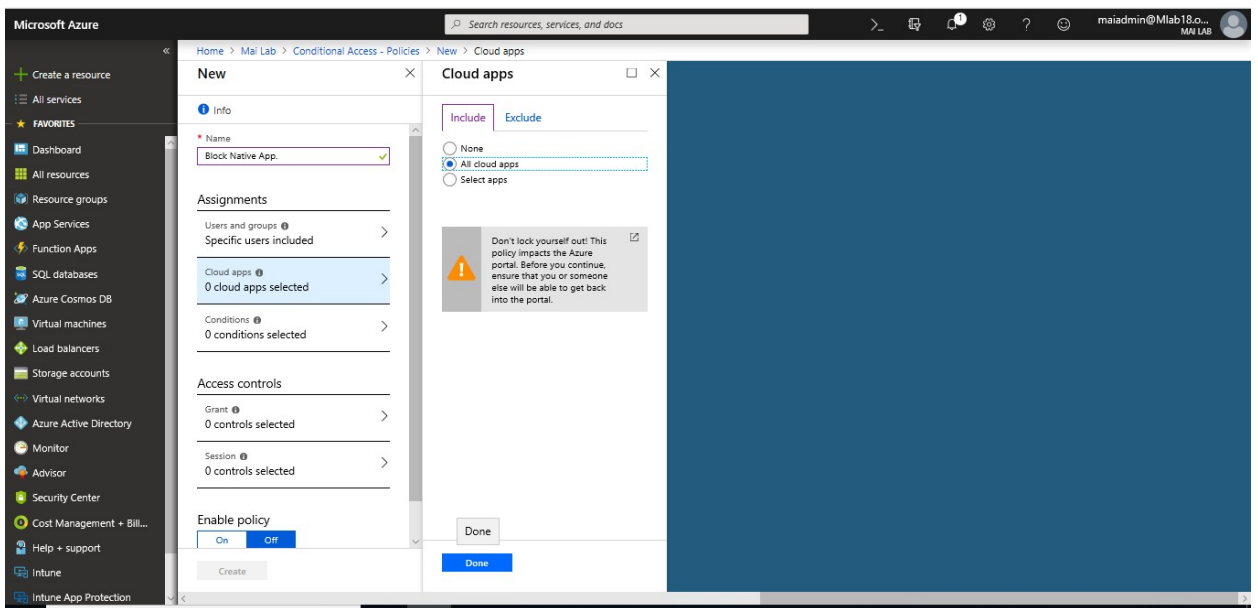 Microsoft Azure
Search resources, services, and docs
1
maiadmin@Mlab18.o...
MAI LAB
Home > Mai Lab > Conditional Access - Policies > New > Cloud apps
Create a resource
All services
FAVORITES
Dashboard
All resources
Resource groups
App Services
Function Apps
SQL databases
Azure Cosmos DB
Virtual machines
Load balancers
Storage accounts
Virtual networks
Azure Active Directory
Monitor
Advisor
Security Center
Cost Management + Bill...
Help + support
Intune
Intune App Protection
New
Info
* Name
Block Native App.
Assignments
Users and groups
Specific users included
Cloud apps
0 cloud apps selected
Conditions
0 conditions selected
Access controls
Grant
0 controls selected
Session
0 controls selected
Enable policy
On Off
Create
Cloud apps
Include Exclude
None
All cloud apps
Select apps
Don't lock yourself out! This
policy impacts the Azure
portal. Before you continue,
ensure that you or someone
else will be able to get back
into the portal.
Done
Done